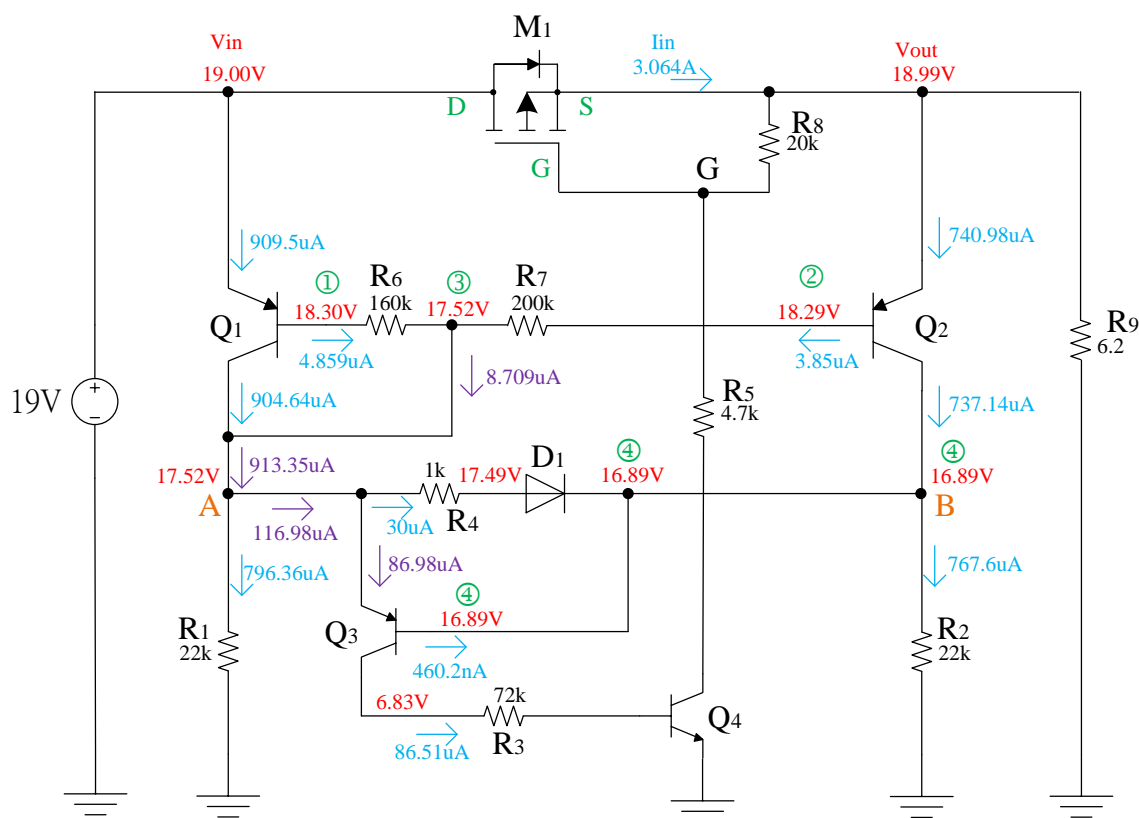 M1
Vin
19.00V
Iin
3.064A
Vout
18.99V
D
S
G
G
R8
20k
909.5uA
740.98uA
①
R6
160k
③
17.52V
R7
200k
②
18.30V
18.29V
Q1
Q2
R9
6.2
4.859uA
8.709uA
3.85uA
19V
904.64uA
R5
4.7k
737.14uA
17.52V
913.35uA
1k
17.49V
D1
④
16.89V
④
16.89V
A
B
116.98uA
30uA
R4
796.36uA
86.98uA
767.6uA
④
16.89V
R1
22k
Q3
460.2nA
R2
22k
6.83V
72k
R3
86.51uA
Q4